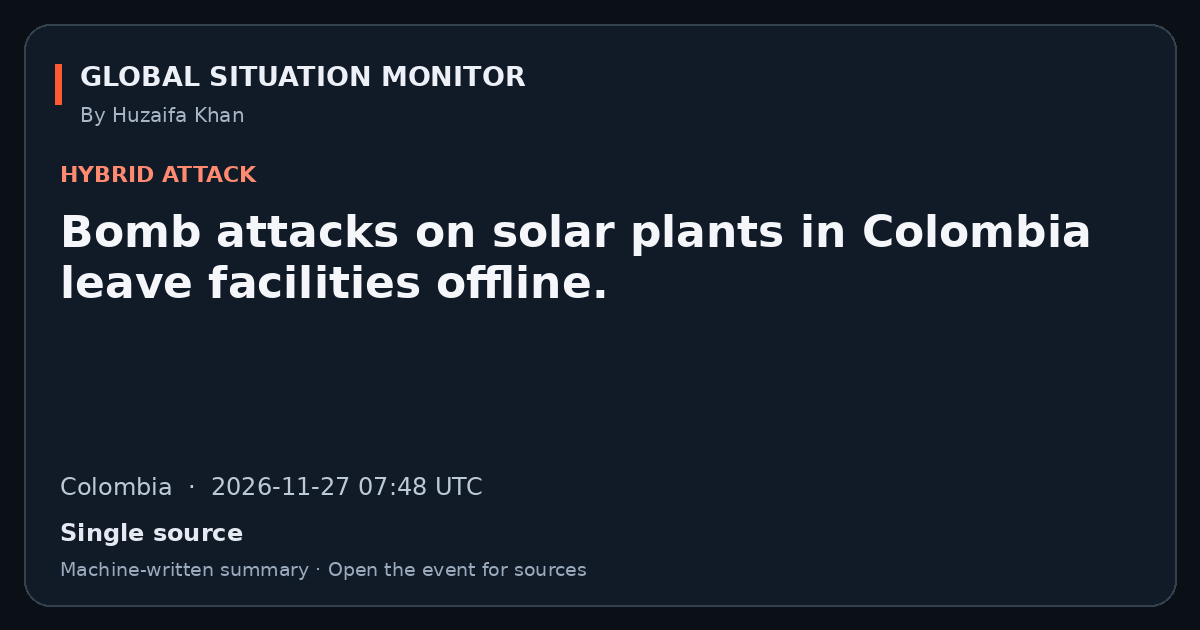 GLOBAL SITUATION MONITOR
By Huzaifa Khan
HYBRID ATTACK
Bomb attacks on solar plants in Colombia
leave facilities offline.
Colombia · 2026-11-27 07:48 UTC
Single source
Machine-written summary · Open the event for sources